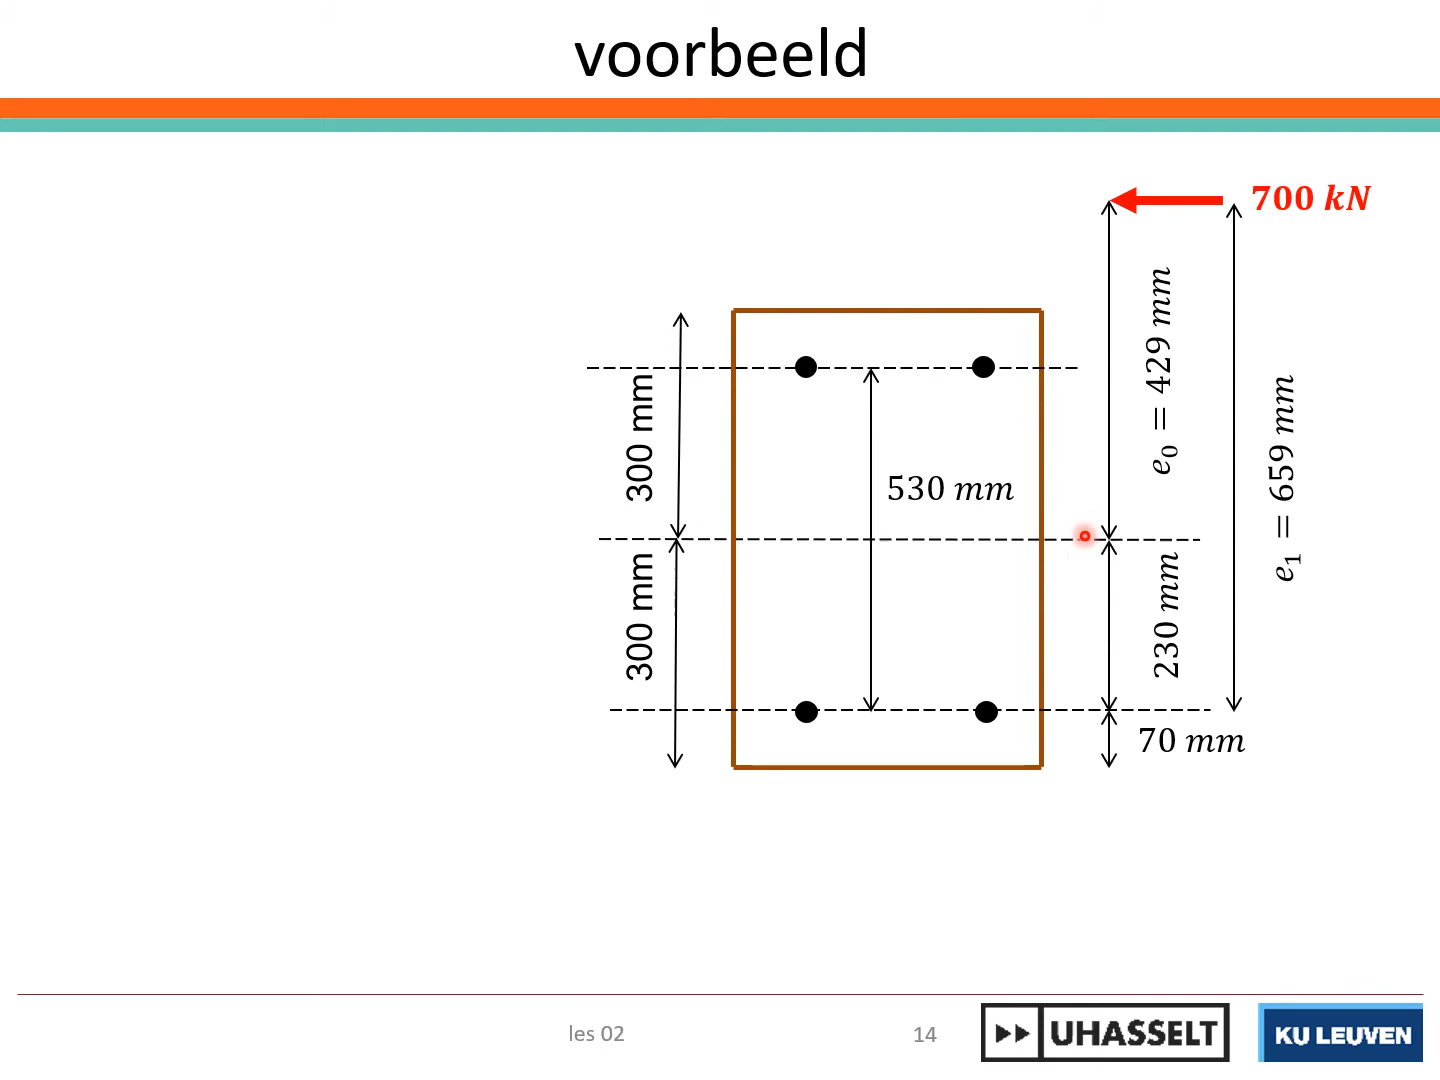 voorbeeld
700 kN
e₀ = 429 mm
300 mm
e₁ = 659 mm
530 mm
300 mm
230 mm
70 mm
les 02
14
UHASSELT
KU LEUVEN